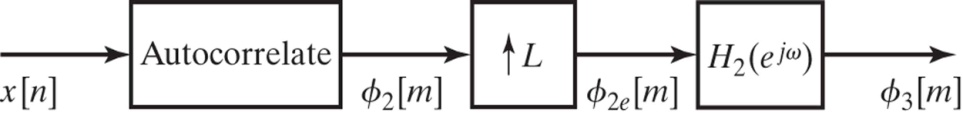 Autocorrelate
↑L
H₂(e^{jω})
x[n]
ϕ₂[m]
ϕ₂ₑ[m]
ϕ₃[m]